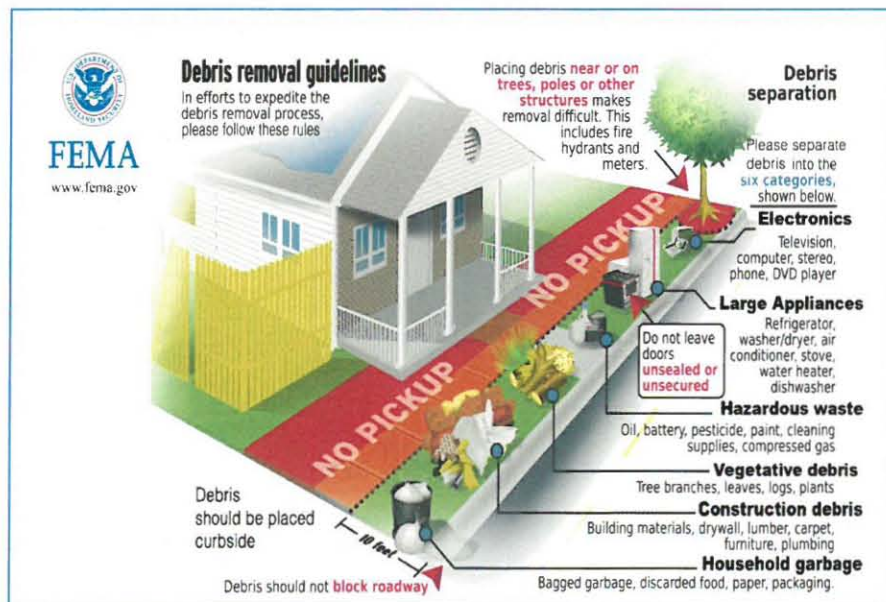 U.S. DEPARTMENT OF
HOMELAND SECURITY
FEMA
www.fema.gov
Debris removal guidelines
In efforts to expedite the
debris removal process,
please follow these rules
Placing debris near or on
trees, poles or other
structures makes
removal difficult. This
includes fire
hydrants and
meters.
Debris
separation
Please separate
debris into the
six categories,
shown below.
Electronics
Television,
computer, stereo,
phone, DVD player
Large Appliances
Refrigerator,
washer/dryer, air
conditioner, stove,
water heater,
dishwasher
Do not leave
doors
unsealed or
unsecured
Hazardous waste
Oil, battery, pesticide, paint, cleaning
supplies, compressed gas
Vegetative debris
Tree branches, leaves, logs, plants
Construction debris
Building materials, drywall, lumber, carpet,
furniture, plumbing
Household garbage
Bagged garbage, discarded food, paper, packaging.
NO PICKUP
NO PICKUP
Debris
should be placed
curbside
10 feet
Debris should not block roadway